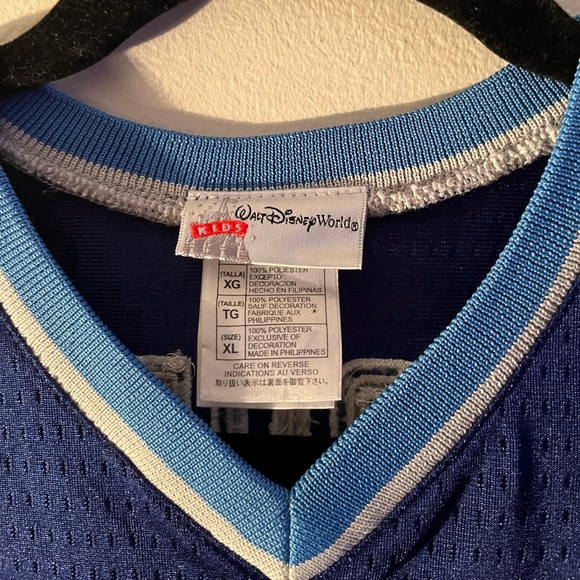 KIDS
WALT DISNEY World®
(TALLA)
XG
100% POLIESTER
EXCEPTO
DECORACION
HECHO EN FILIPINAS
(TAILLE)
TG
100% POLYESTER
SAUF DECORATION
FABRIQUE AUX
PHILIPPINES
(SIZE)
XL
100% POLYESTER
EXCLUSIVE OF
DECORATION
MADE IN PHILIPPINES
CARE ON REVERSE
INDICATIONS AU VERSO
取り扱い表示は裏面を御覧下さい